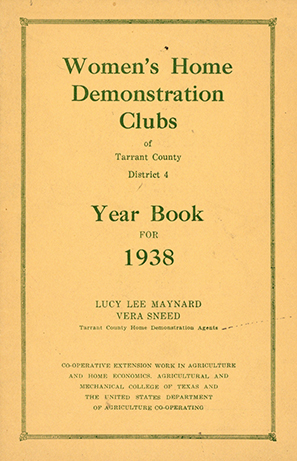 Women's Home
Demonstration
Clubs
of
Tarrant County
District 4
Year Book
FOR
1938
LUCY LEE MAYNARD
VERA SNEED
Tarrant County Home Demonstration Agents
CO-OPERATIVE EXTENSION WORK IN AGRICULTURE
AND HOME ECONOMICS, AGRICULTURAL AND
MECHANICAL COLLEGE OF TEXAS AND
THE UNITED STATES DEPARTMENT
OF AGRICULTURE CO-OPERATING